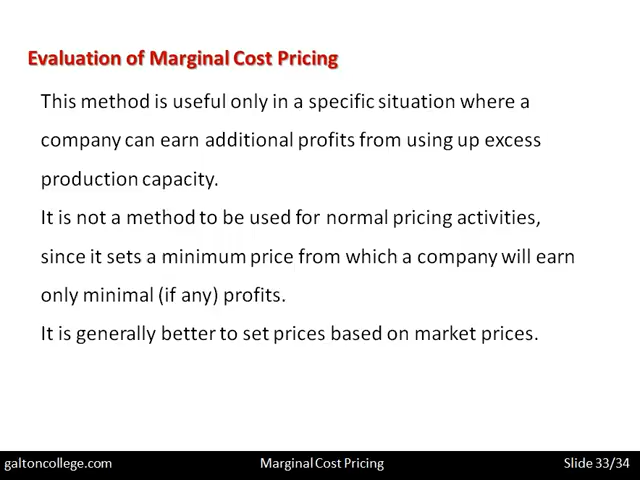 Evaluation of Marginal Cost Pricing
This method is useful only in a specific situation where a
company can earn additional profits from using up excess
production capacity.
It is not a method to be used for normal pricing activities,
since it sets a minimum price from which a company will earn
only minimal (if any) profits.
It is generally better to set prices based on market prices.
galtoncollege.com
Marginal Cost Pricing
Slide 33/34